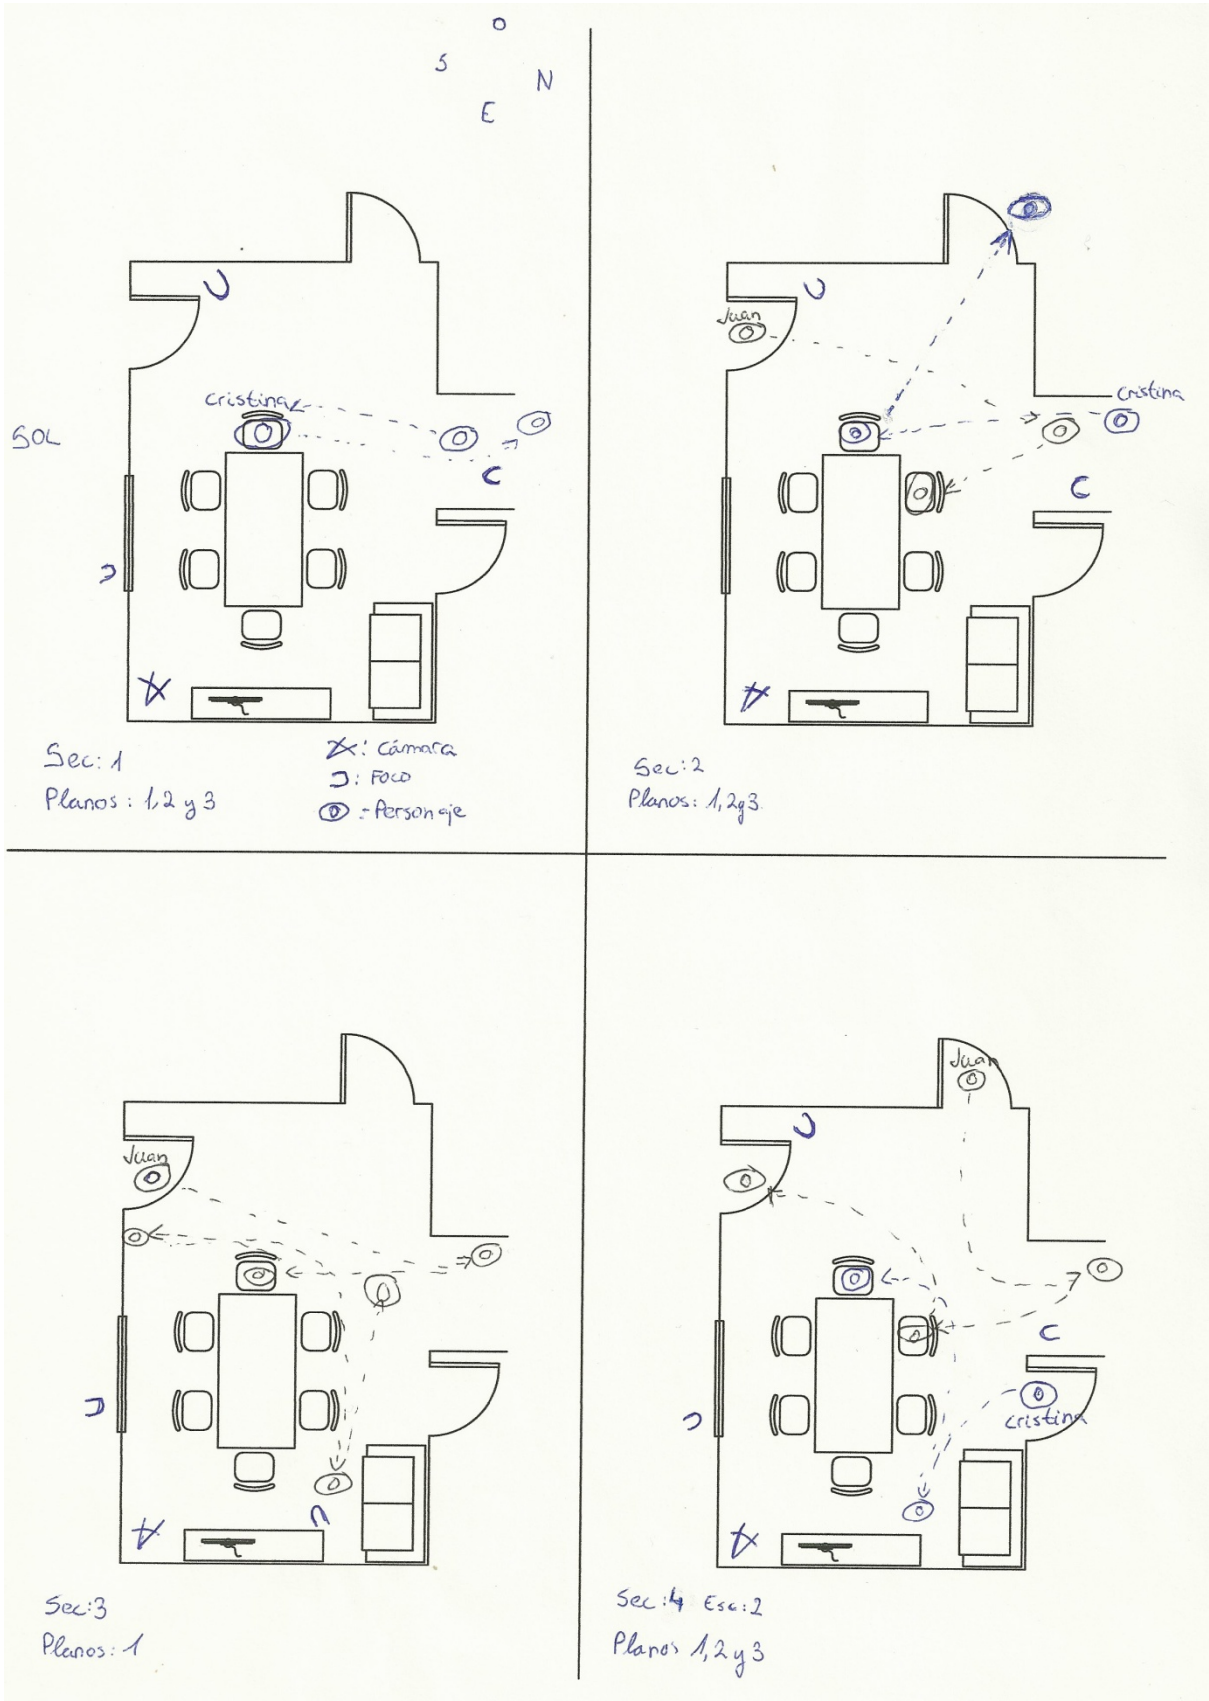 O
S
N
E
cristina
SOL
Sec: 1
Planos: 1, 2 y 3
: Cámara
: Foco
: Personaje
Juan
cristina
Sec: 2
Planos: 1, 2 y 3.
Juan
Sec: 3
Planos: 1
Juan
cristina
Sec: 4 Esc: 2
Planos 1, 2 y 3